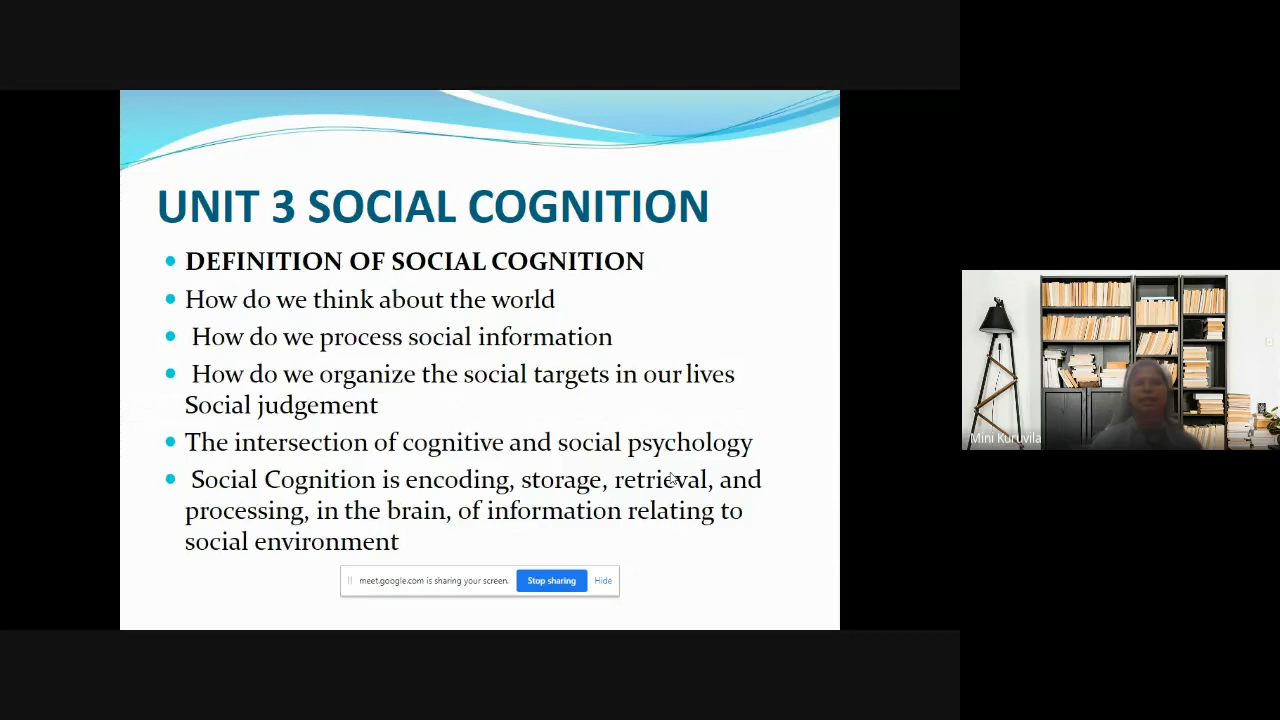 UNIT 3 SOCIAL COGNITION
• DEFINITION OF SOCIAL COGNITION
• How do we think about the world
• How do we process social information
• How do we organize the social targets in our lives
Social judgement
• The intersection of cognitive and social psychology
• Social Cognition is encoding, storage, retrieval, and
processing, in the brain, of information relating to
social environment
meet.google.com is sharing your screen. Stop sharing Hide
Mini Kuruvila